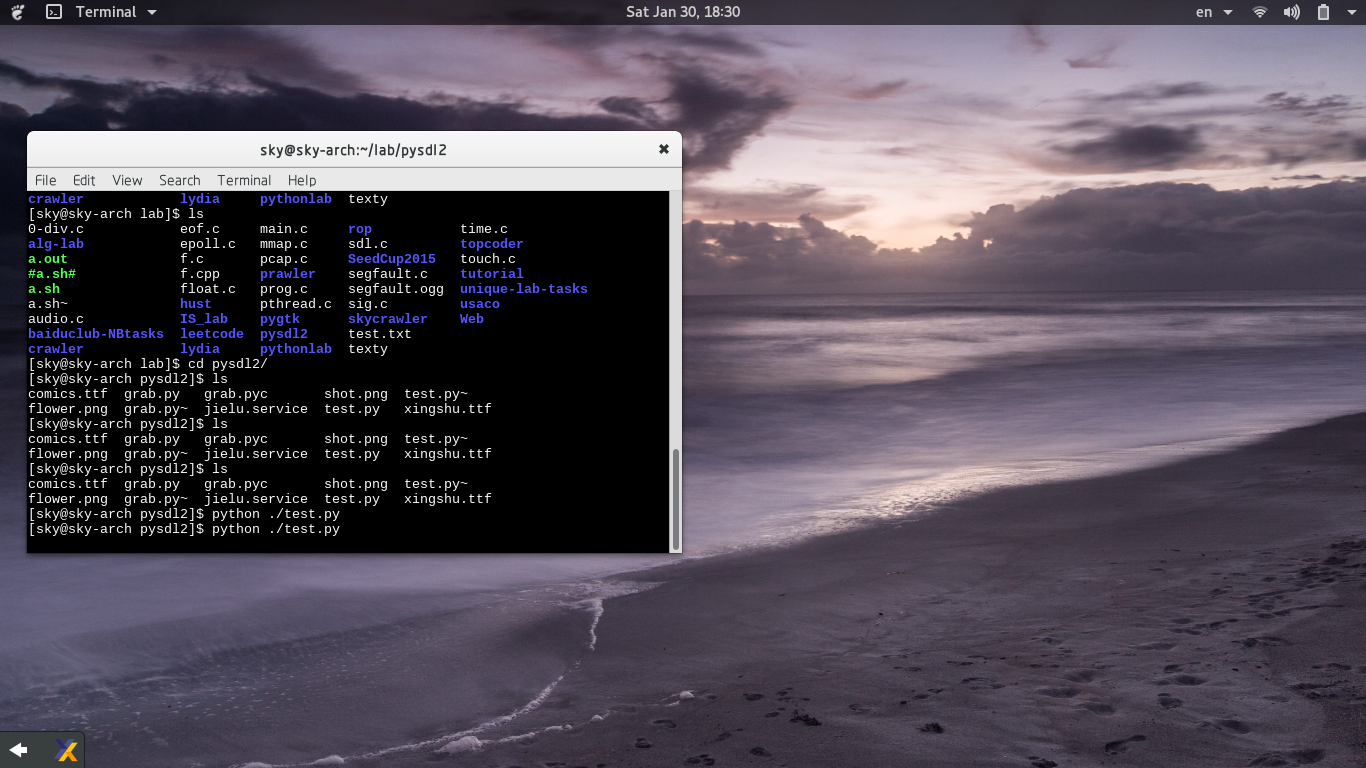 Terminal Sat Jan 30, 18:30 en
sky@sky-arch:~/lab/pysdl2
File Edit View Search Terminal Help
crawler lydia pythonlab texty
[sky@sky-arch lab]$ ls
0-div.c eof.c main.c rop time.c
alg-lab epoll.c mmap.c sdl.c topcoder
a.out f.c pcap.c SeedCup2015 touch.c
#a.sh# f.cpp prawler segfault.c tutorial
a.sh float.c prog.c segfault.ogg unique-lab-tasks
a.sh~ hust pthread.c sig.c usaco
audio.c IS_lab pygtk skycrawler Web
baiduclub-NBtasks leetcode pysdl2 test.txt
crawler lydia pythonlab texty
[sky@sky-arch lab]$ cd pysdl2/
[sky@sky-arch pysdl2]$ ls
comics.ttf grab.py grab.pyc shot.png test.py~
flower.png grab.py~ jielu.service test.py xingshu.ttf
[sky@sky-arch pysdl2]$ ls
comics.ttf grab.py grab.pyc shot.png test.py~
flower.png grab.py~ jielu.service test.py xingshu.ttf
[sky@sky-arch pysdl2]$ ls
comics.ttf grab.py grab.pyc shot.png test.py~
flower.png grab.py~ jielu.service test.py xingshu.ttf
[sky@sky-arch pysdl2]$ python ./test.py
[sky@sky-arch pysdl2]$ python ./test.py